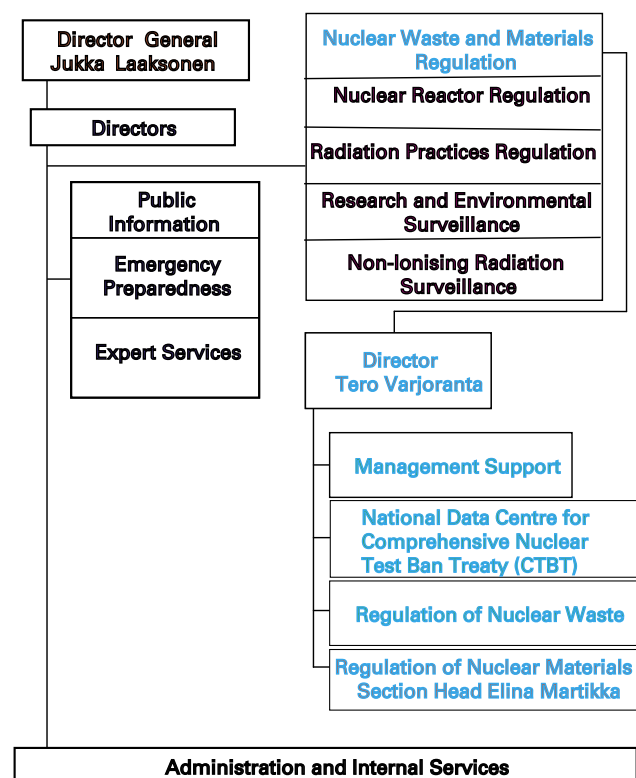 Director General
Jukka Laaksonen
Directors
Public
Information
Emergency
Preparedness
Expert Services
Nuclear Waste and Materials
Regulation
Nuclear Reactor Regulation
Radiation Practices Regulation
Research and Environmental
Surveillance
Non-Ionising Radiation
Surveillance
Director
Tero Varjoranta
Management Support
National Data Centre for
Comprehensive Nuclear
Test Ban Treaty (CTBT)
Regulation of Nuclear Waste
Regulation of Nuclear Materials
Section Head Elina Martikka
Administration and Internal Services